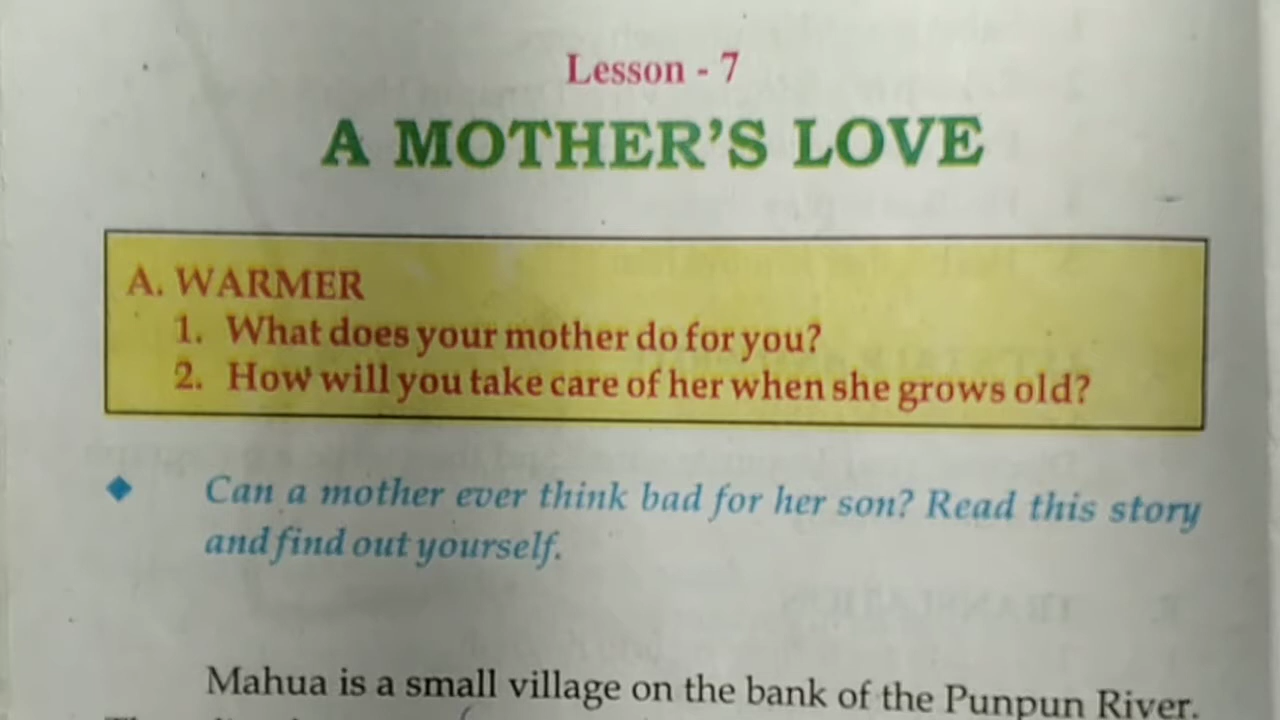 Lesson - 7
A MOTHER'S LOVE
A. WARMER
1. What does your mother do for you?
2. How will you take care of her when she grows old?
Can a mother ever think bad for her son? Read this story
and find out yourself.
Mahua is a small village on the bank of the Punpun River.